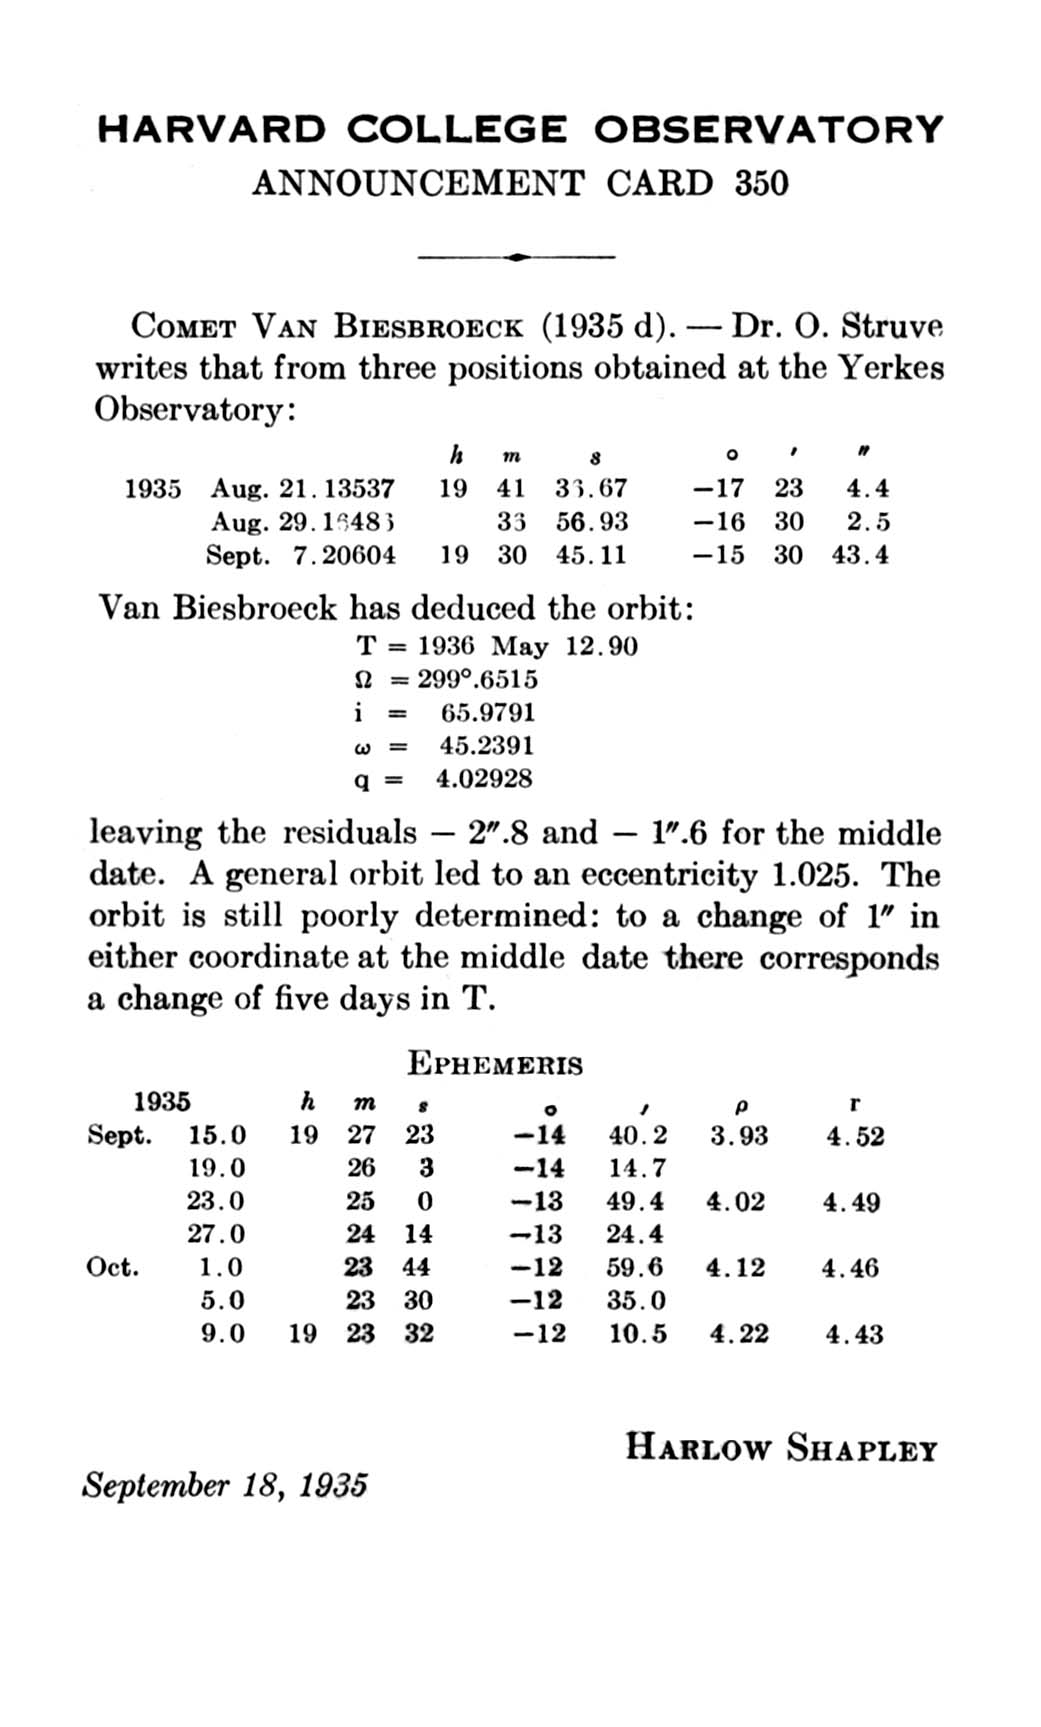 HARVARD COLLEGE OBSERVATORY
ANNOUNCEMENT CARD 350
COMET VAN BIESBROECK (1935 d). — Dr. O. Struve
writes that from three positions obtained at the Yerkes
Observatory:
h m s o ′ ″
1935 Aug. 21.13537 19 41 33.67 −17 23 4.4
Aug. 33 56.93 −16 30 2.5
Sept. 7.20604 19 30 45.11 −15 30 43.4
Van Biesbroeck has deduced the orbit:
T = 1936 May 12.90
Ω = 299°.6515
i = 65.9791
ω = 45.2391
q = 4.02928
leaving the residuals − 2″.8 and − 1″.6 for the middle
date. A general orbit led to an eccentricity 1.025. The
orbit is still poorly determined: to a change of 1″ in
either coordinate at the middle date there corresponds
a change of five days in T.
EPHEMERIS
1935 h m s o ′ ρ r
Sept. 15.0 19 27 23 −14 40.2 3.93 4.52
19.0 26 3 −14 14.7
23.0 25 0 −13 49.4 4.02 4.49
27.0 24 14 −13 24.4
Oct. 1.0 23 44 −12 59.6 4.12 4.46
5.0 23 30 −12 35.0
9.0 19 23 32 −12 10.5 4.22 4.43
HARLOW SHAPLEY
September 18, 1935